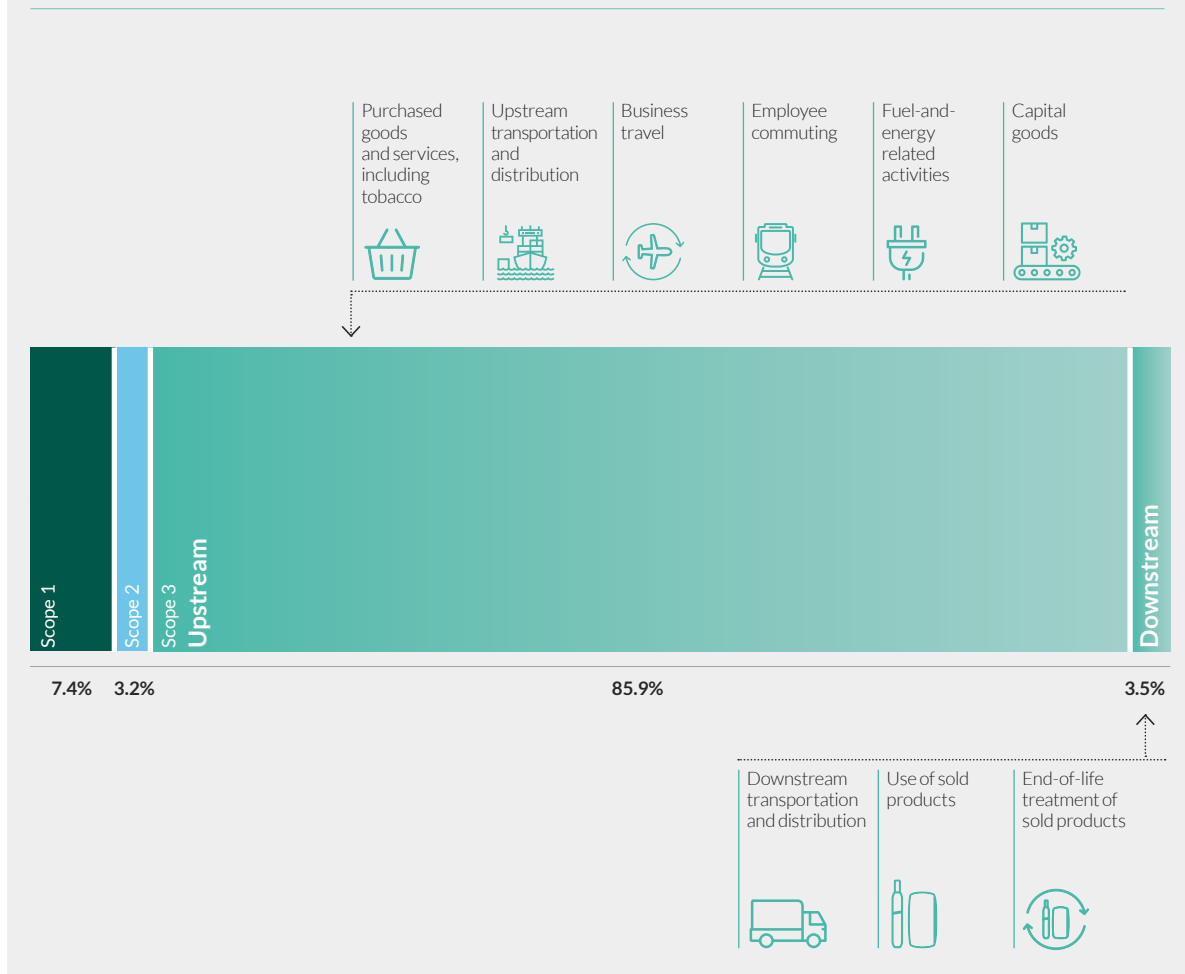 Purchased
goods
and services,
including
tobacco
Upstream
transportation
and
distribution
Business
travel
Employee
commuting
Fuel-and-
energy
related
activities
Capital
goods
Scope 1
Scope 2
Scope 3
Upstream
Downstream
7.4%
3.2%
85.9%
3.5%
Downstream
transportation
and distribution
Use of sold
products
End-of-life
treatment of
sold products